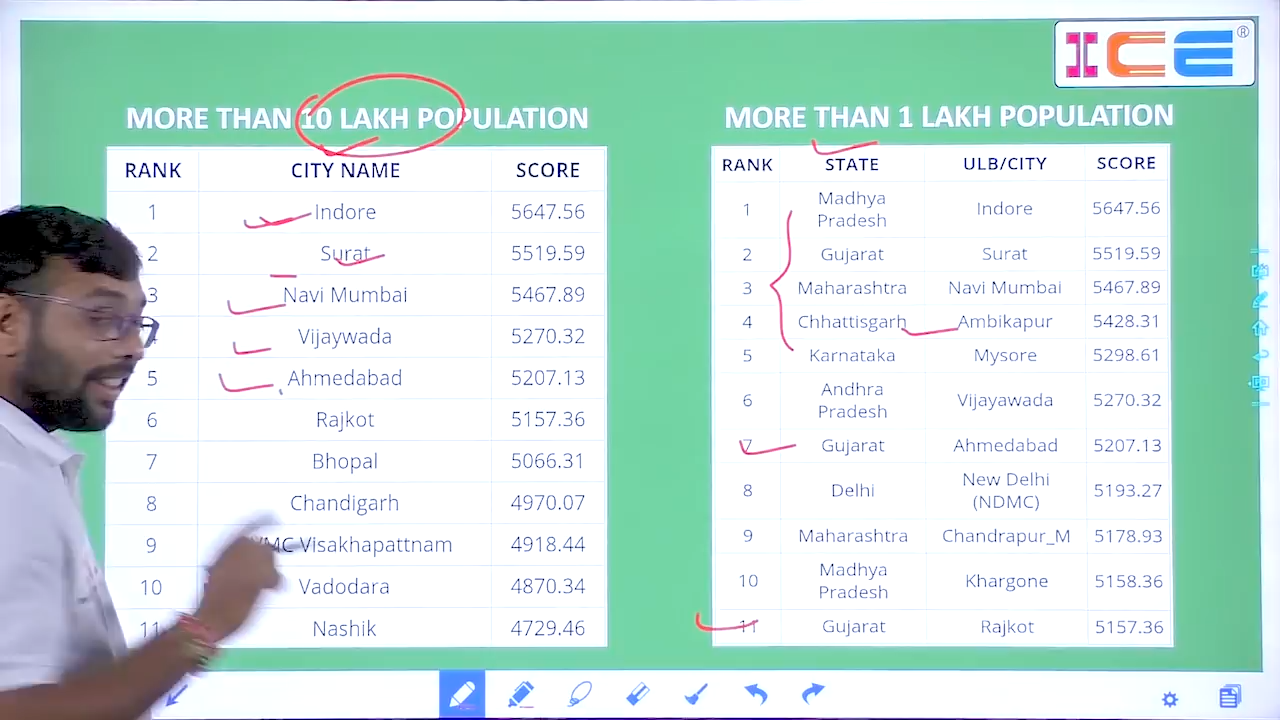 ICE®
MORE THAN 10 LAKH POPULATION
RANK CITY NAME SCORE
1 Indore 5647.56
2 Surat 5519.59
3 Navi Mumbai 5467.89
Vijaywada 5270.32
5 Ahmedabad 5207.13
6 Rajkot 5157.36
7 Bhopal 5066.31
8 Chandigarh 4970.07
9 Visakhapattnam 4918.44
10 Vadodara 4870.34
11 Nashik 4729.46
MORE THAN 1 LAKH POPULATION
RANK STATE ULB/CITY SCORE
1 Madhya Pradesh Indore 5647.56
2 Gujarat Surat 5519.59
3 Maharashtra Navi Mumbai 5467.89
4 Chhattisgarh Ambikapur 5428.31
5 Karnataka Mysore 5298.61
6 Andhra Pradesh Vijayawada 5270.32
7 Gujarat Ahmedabad 5207.13
8 Delhi New Delhi (NDMC) 5193.27
9 Maharashtra Chandrapur_M 5178.93
10 Madhya Pradesh Khargone 5158.36
11 Gujarat Rajkot 5157.36